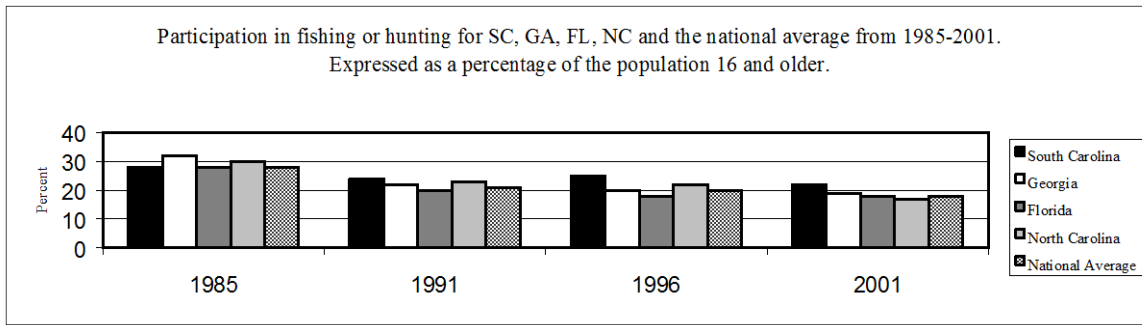 Participation in fishing or hunting for SC, GA, FL, NC and the national average from 1985-2001.
Expressed as a percentage of the population 16 and older.
Percent
40
30
20
10
0
1985 1991 1996 2001
South Carolina
Georgia
Florida
North Carolina
National Average